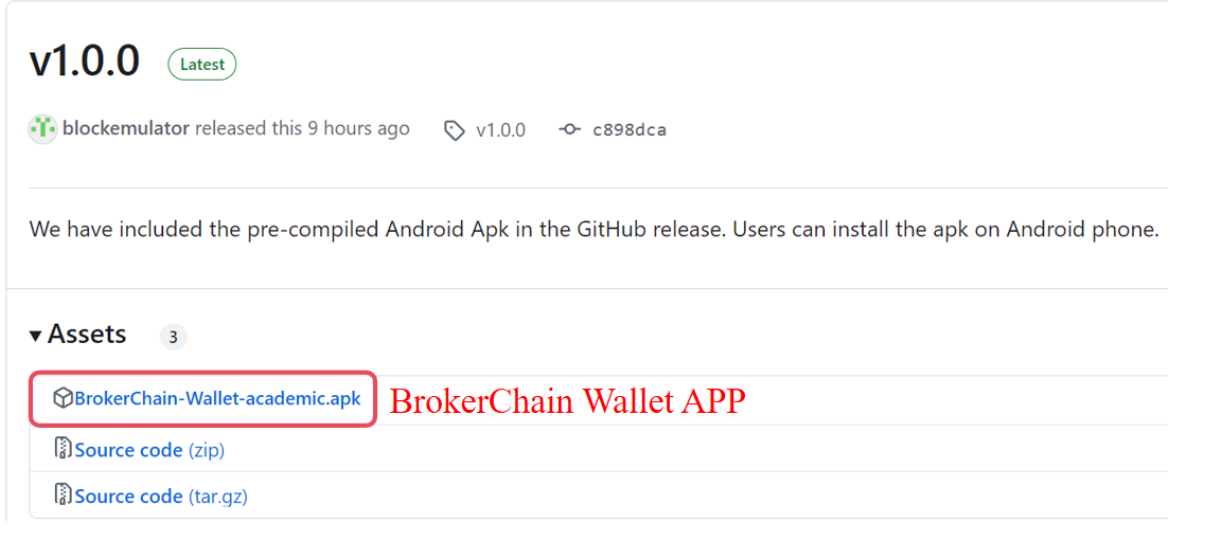 v1.0.0 Latest
blockemulator released this 9 hours ago v1.0.0 c898dca
We have included the pre-compiled Android Apk in the GitHub release. Users can install the apk on Android phone.
Assets 3
BrokerChain-Wallet-academic.apk BrokerChain Wallet APP
Source code (zip)
Source code (tar.gz)